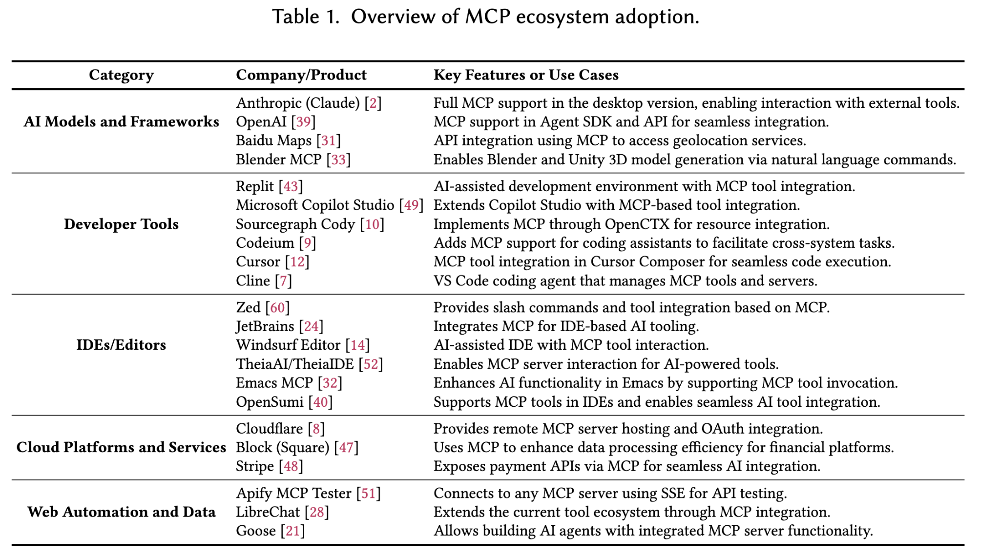 Table 1. Overview of MCP ecosystem adoption.
Category Company/Product Key Features or Use Cases
AI Models and Frameworks
Anthropic (Claude) [2] Full MCP support in the desktop version, enabling interaction with external tools.
OpenAI [39] MCP support in Agent SDK and API for seamless integration.
Baidu Maps [31] API integration using MCP to access geolocation services.
Blender MCP [33] Enables Blender and Unity 3D model generation via natural language commands.
Developer Tools
Replit [43] AI-assisted development environment with MCP tool integration.
Microsoft Copilot Studio [49] Extends Copilot Studio with MCP-based tool integration.
Sourcegraph Cody [10] Implements MCP through OpenCTX for resource integration.
Codeium [9] Adds MCP support for coding assistants to facilitate cross-system tasks.
Cursor [12] MCP tool integration in Cursor Composer for seamless code execution.
Cline [7] VS Code coding agent that manages MCP tools and servers.
IDEs/Editors
Zed [60] Provides slash commands and tool integration based on MCP.
JetBrains [24] Integrates MCP for IDE-based AI tooling.
Windsurf Editor [14] AI-assisted IDE with MCP tool interaction.
TheiaAI/TheiaIDE [52] Enables MCP server interaction for AI-powered tools.
Emacs MCP [32] Enhances AI functionality in Emacs by supporting MCP tool invocation.
OpenSumi [40] Supports MCP tools in IDEs and enables seamless AI tool integration.
Cloud Platforms and Services
Cloudflare [8] Provides remote MCP server hosting and OAuth integration.
Block (Square) [47] Uses MCP to enhance data processing efficiency for financial platforms.
Stripe [48] Exposes payment APIs via MCP for seamless AI integration.
Web Automation and Data
Apify MCP Tester [51] Connects to any MCP server using SSE for API testing.
LibreChat [28] Extends the current tool ecosystem through MCP integration.
Goose [21] Allows building AI agents with integrated MCP server functionality.